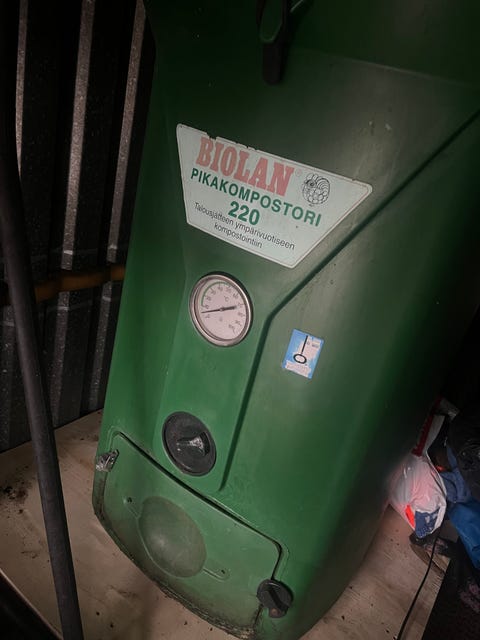 BIOLAN®
PIKAKOMPOSTORI
220
Talousjätteen ympärivuotiseen
kompostointiin
°C